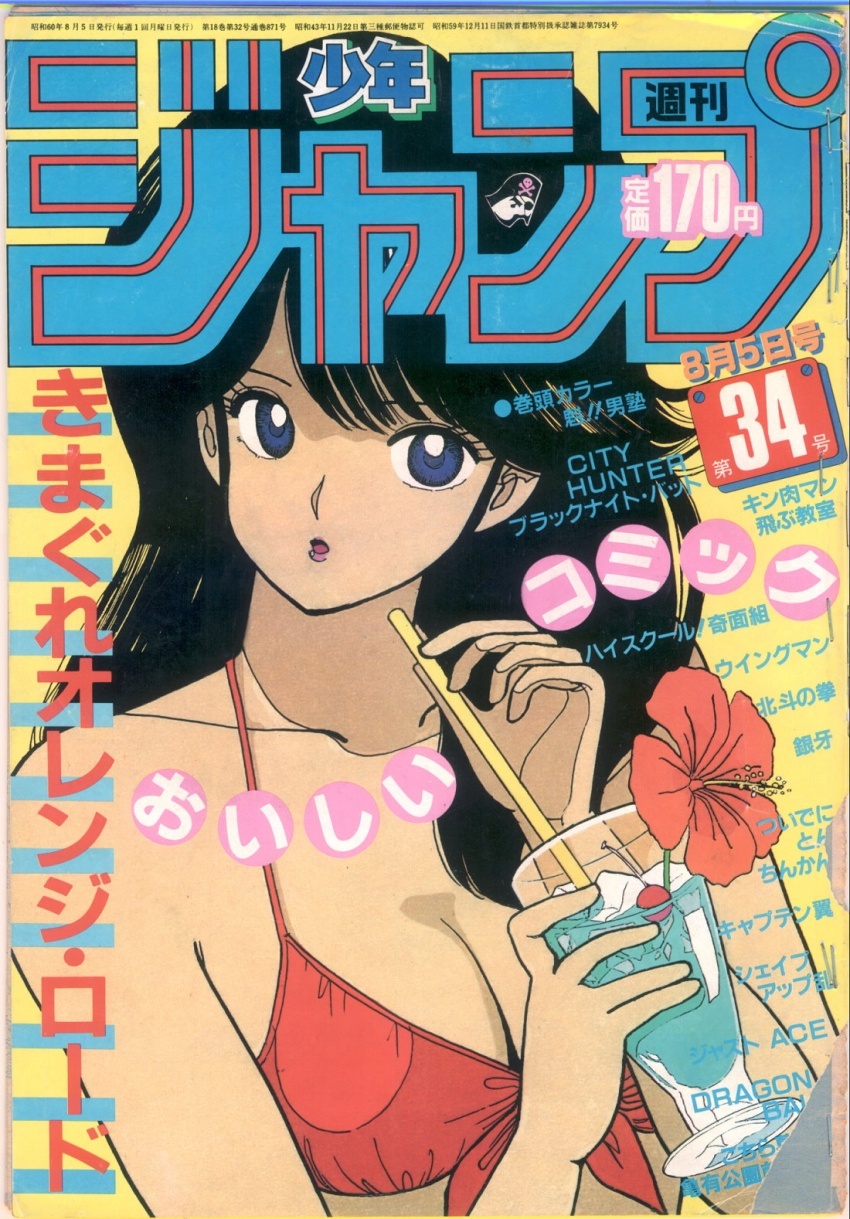 昭和60年8月5日発行(毎週1回月曜日発行) 第18巻第32号通巻871号 昭和43年11月22日第三種郵便物認可 昭和59年12月11日国鉄首都特別扱承認雑誌第7934号
週刊
少年
ジャンプ
定価170円
8月5日号
第34号
きまぐれオレンジ・ロード
●巻頭カラー
魁!!男塾
CITY
HUNTER
ブラックナイト・バット
キン肉マン
飛ぶ教室
おいしい
コミック
ハイスクール!奇面組
ウイングマン
北斗の拳
銀牙
ついでに
とん
ちんかん
キャプテン翼
シェイプ
アップ乱
ジャスト ACE
DRAGON
BAL
こちら
亀有公園